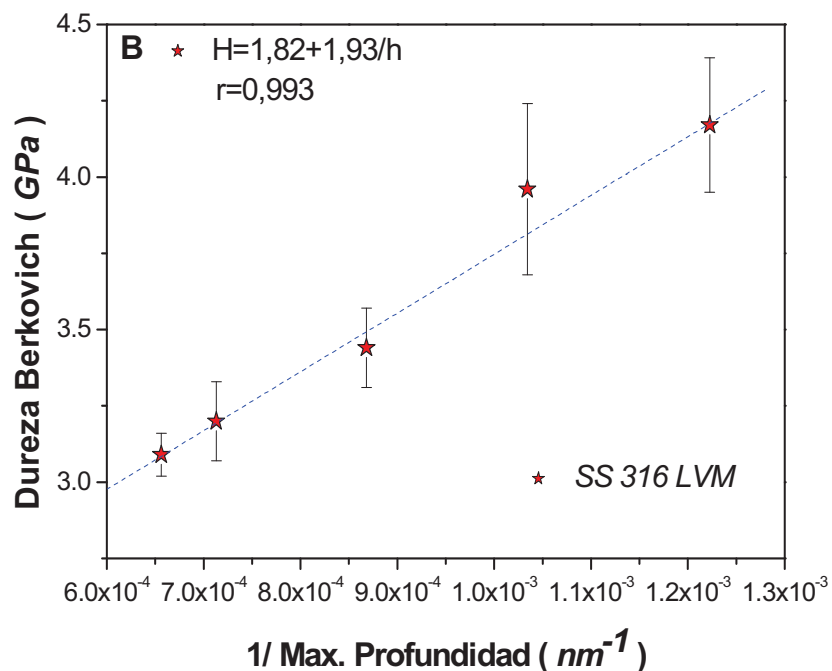 B ★ H=1,82+1,93/h
r=0,993
Dureza Berkovich ( GPa )
4.5
4.0
3.5
3.0
★ SS 316 LVM
6.0x10⁻⁴ 7.0x10⁻⁴ 8.0x10⁻⁴ 9.0x10⁻⁴ 1.0x10⁻³ 1.1x10⁻³ 1.2x10⁻³ 1.3x10⁻³
1/ Max. Profundidad ( nm⁻¹ )